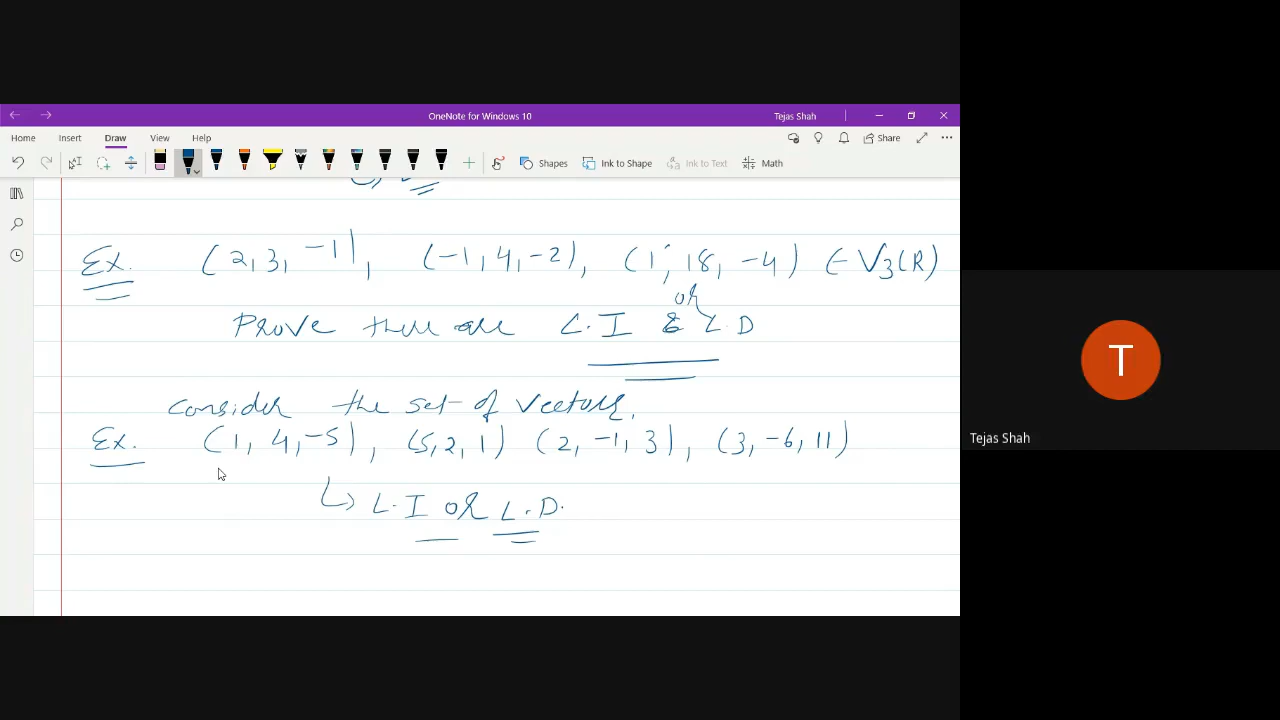 OneNote for Windows 10
Tejas Shah
Home Insert Draw View Help
Share
Shapes Ink to Shape Ink to Text Math
Ex. (2, 3, -1), (-1, 4, -2), (1, 18, -4) ∈ V3(R)
or
Prove these are L.I & L.D
consider the set of vectors.
Ex. (1, 4, -5), (5, 2, 1) (2, -1, 3), (3, -6, 11)
↳ L.I or L.D.
T
Tejas Shah